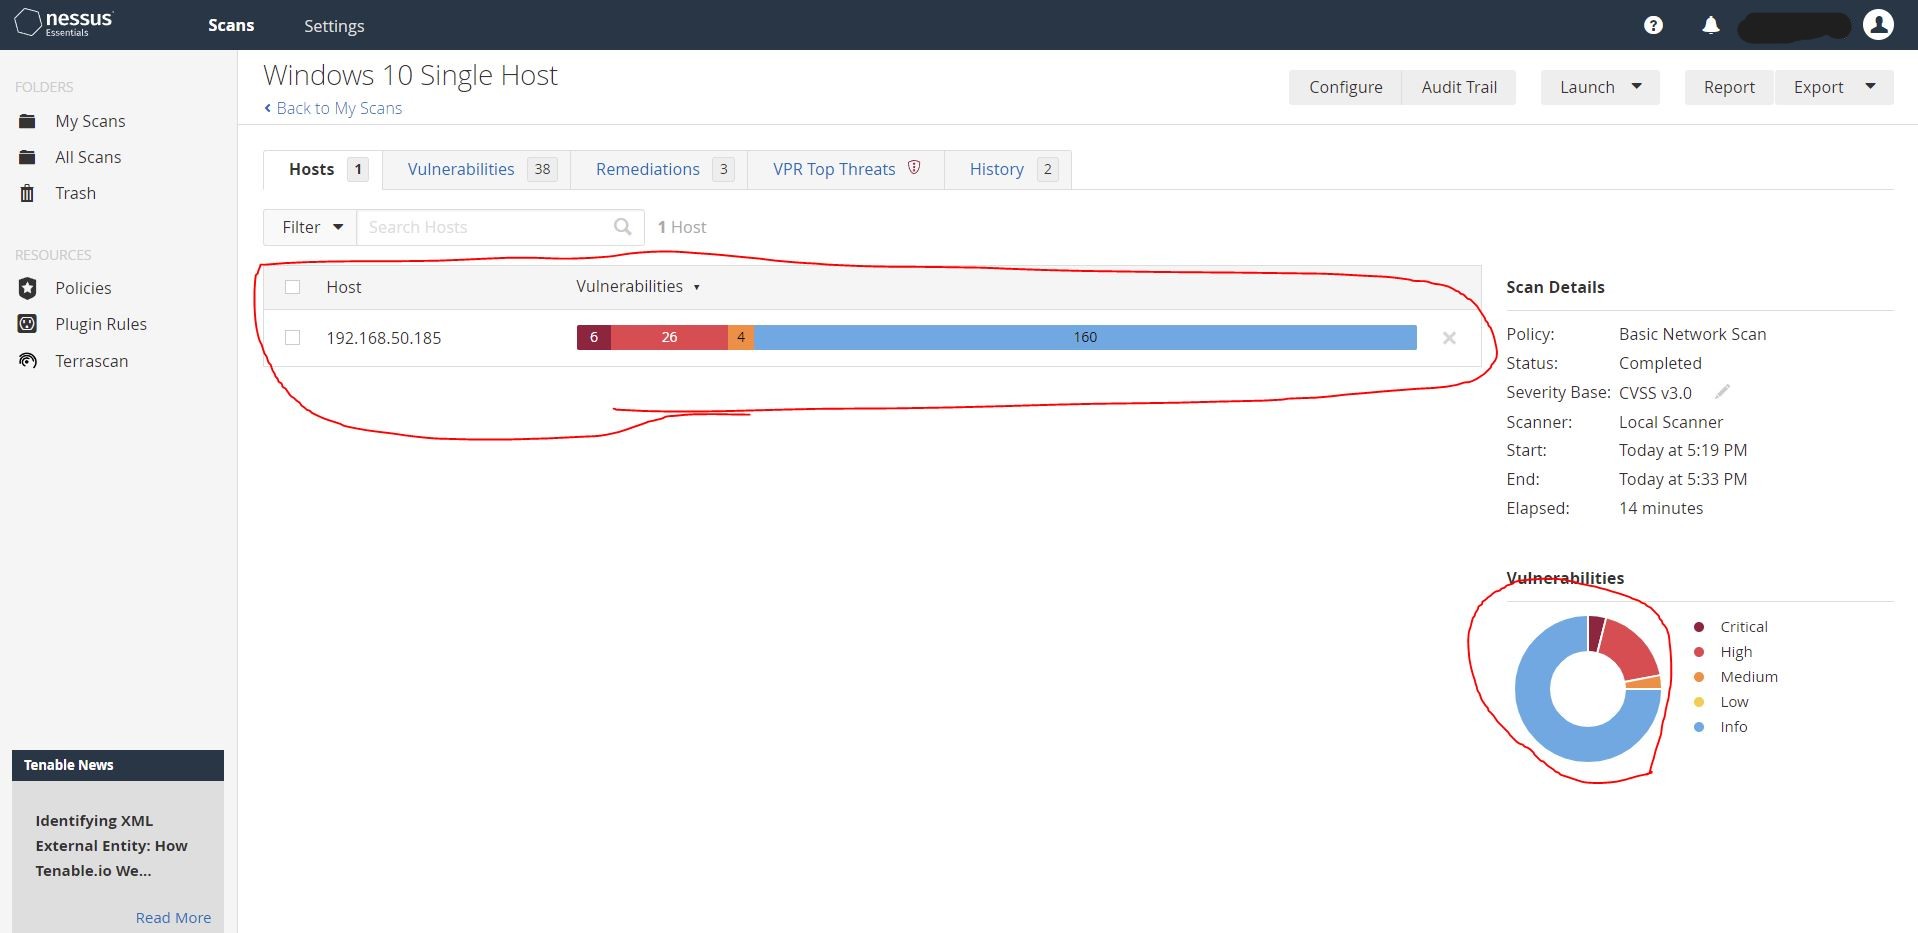 nessus
Essentials
Scans
Settings
FOLDERS
My Scans
All Scans
Trash
RESOURCES
Policies
Plugin Rules
Terrascan
Tenable News
Identifying XML
External Entity: How
Tenable.io We...
Read More
Windows 10 Single Host
Back to My Scans
Configure
Audit Trail
Launch
Report
Export
Hosts 1
Vulnerabilities 38
Remediations 3
VPR Top Threats
History 2
Filter
Search Hosts
1 Host
Host Vulnerabilities
192.168.50.185 6 26 4 160
Scan Details
Policy: Basic Network Scan
Status: Completed
Severity Base: CVSS v3.0
Scanner: Local Scanner
Start: Today at 5:19 PM
End: Today at 5:33 PM
Elapsed: 14 minutes
Vulnerabilities
Critical
High
Medium
Low
Info